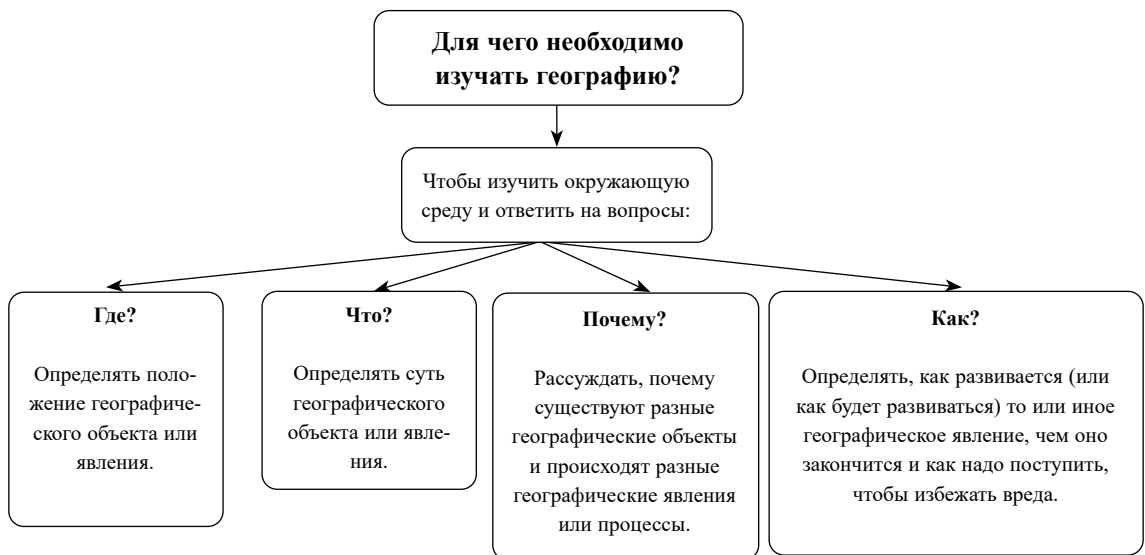 Для чего необходимо
изучать географию?
Чтобы изучить окружающую
среду и ответить на вопросы:
Где?
Определять поло-
жение географиче-
ского объекта или
явления.
Что?
Определять суть
географического
объекта или явле-
ния.
Почему?
Рассуждать, почему
существуют разные
географические объекты
и происходят разные
географические явления
или процессы.
Как?
Определять, как развивается (или
как будет развиваться) то или иное
географическое явление, чем оно
закончится и как надо поступить,
чтобы избежать вреда.